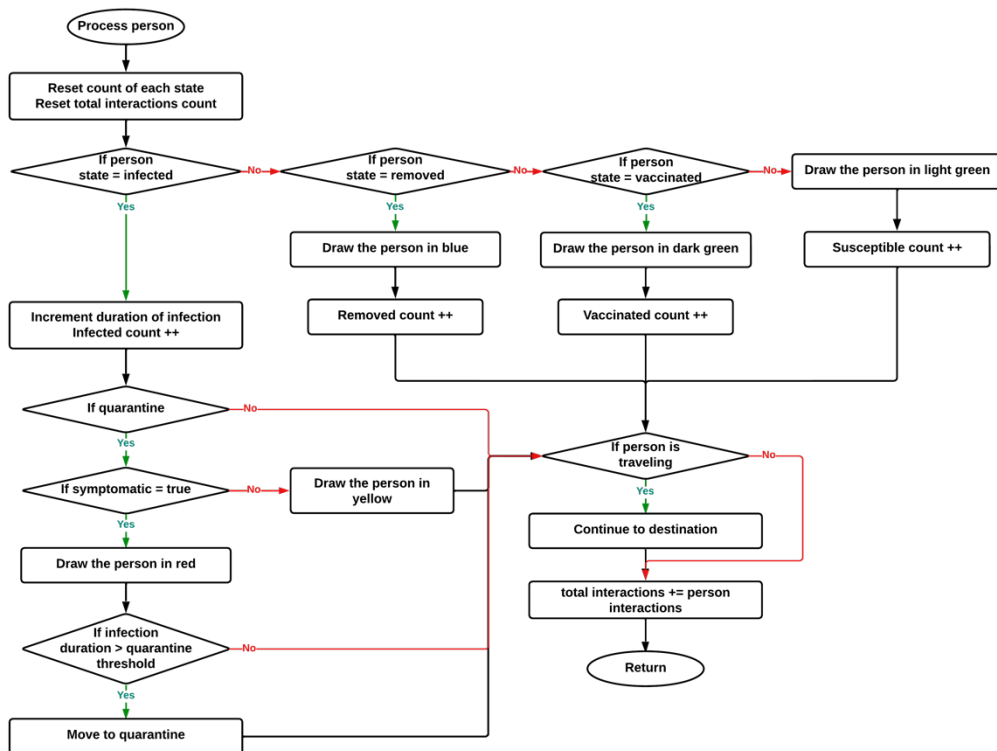 Process person
Reset count of each state
Reset total interactions count
If person
state = infected
No
If person
state = removed
No
If person
state = vaccinated
No
Draw the person in light green
Yes
Yes
Yes
Draw the person in blue
Draw the person in dark green
Susceptible count ++
Increment duration of infection
Infected count ++
Removed count ++
Vaccinated count ++
If quarantine
No
Yes
If person is
traveling
No
Yes
If symptomatic = true
No
Draw the person in
yellow
Yes
Continue to destination
Draw the person in red
total interactions += person
interactions
If infection
duration > quarantine
threshold
No
Yes
Return
Move to quarantine